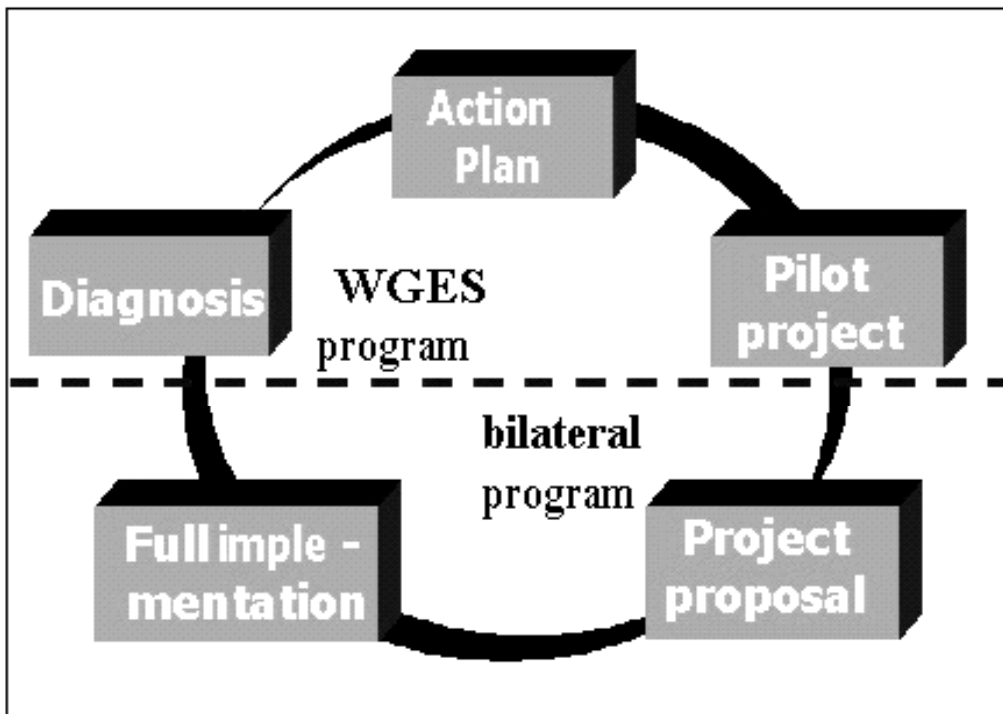 Action
Plan
Diagnosis
WGES
program
Pilot
project
bilateral
program
Full imple -
mentation
Project
proposal